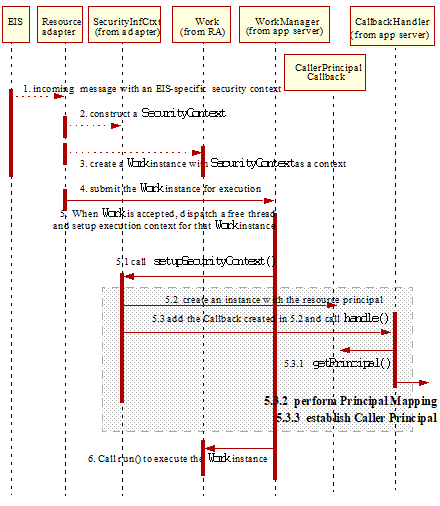 EIS
Resource
adapter
SecurityInfCtxt
(from adapter)
Work
(from RA)
WorkManager
(from app server)
CallbackHandler
(from app server)
CallerPrincipal
Callback
1. incoming message with an EIS-specific security context
2. construct a SecurityContext
3. create a Work instance with SecurityContext as a context
4. submit the Work instance for execution
5. When Work is accepted, dispatch a free thread
and setup execution context for that Work instance
5.1 call setupSecurityContext()
5.2 create an instance with the resource principal
5.3 add the Callback created in 5.2 and call handle()
5.3.1 getPrincipal()
5.3.2 perform Principal Mapping
5.3.3 establish Caller Principal
6. Call run() to execute the Work instance